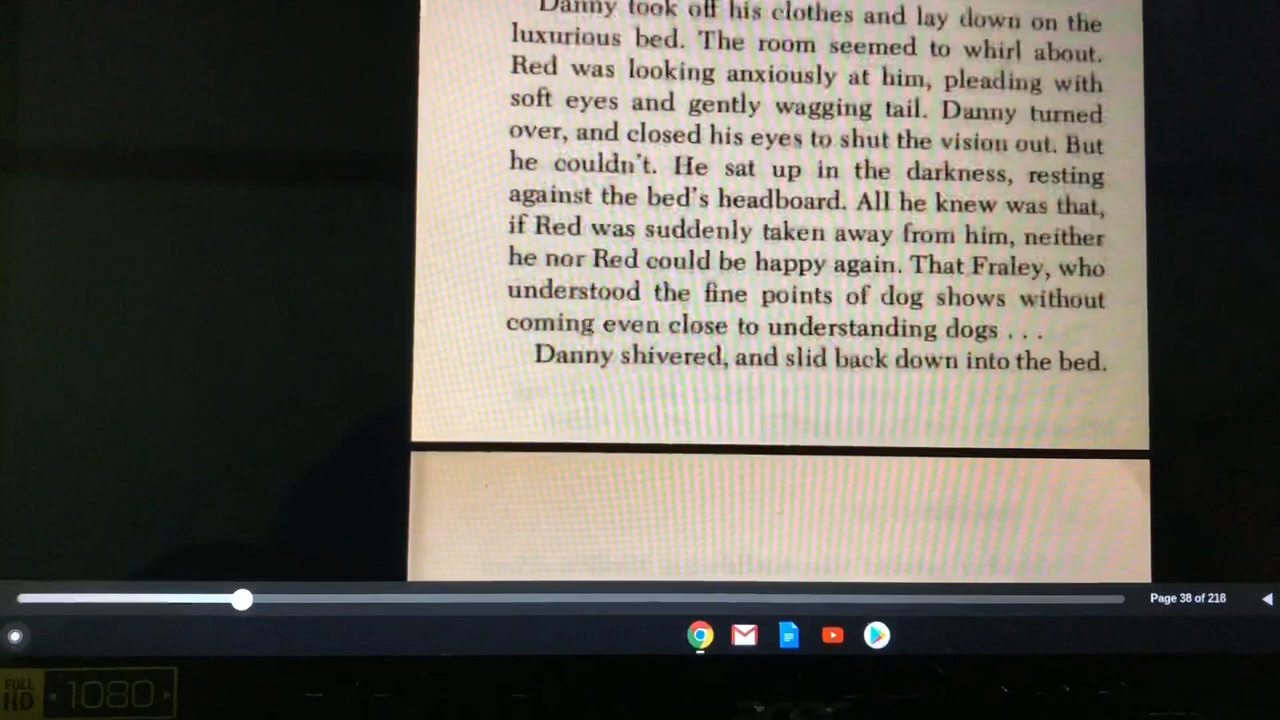 Danny took off his clothes and lay down on the
luxurious bed. The room seemed to whirl about.
Red was looking anxiously at him, pleading with
soft eyes and gently wagging tail. Danny turned
over, and closed his eyes to shut the vision out. But
he couldn't. He sat up in the darkness, resting
against the bed's headboard. All he knew was that,
if Red was suddenly taken away from him, neither
he nor Red could be happy again. That Fraley, who
understood the fine points of dog shows without
coming even close to understanding dogs . . .
Danny shivered, and slid back down into the bed.
Page 38 of 218
FULL HD 1080